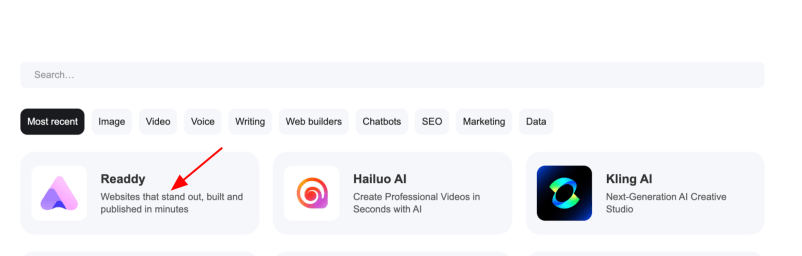 Search…
Most recent Image Video Voice Writing Web builders Chatbots SEO Marketing Data
Readdy
Websites that stand out, built and
published in minutes
Hailuo AI
Create Professional Videos in
Seconds with AI
Kling AI
Next-Generation AI Creative
Studio